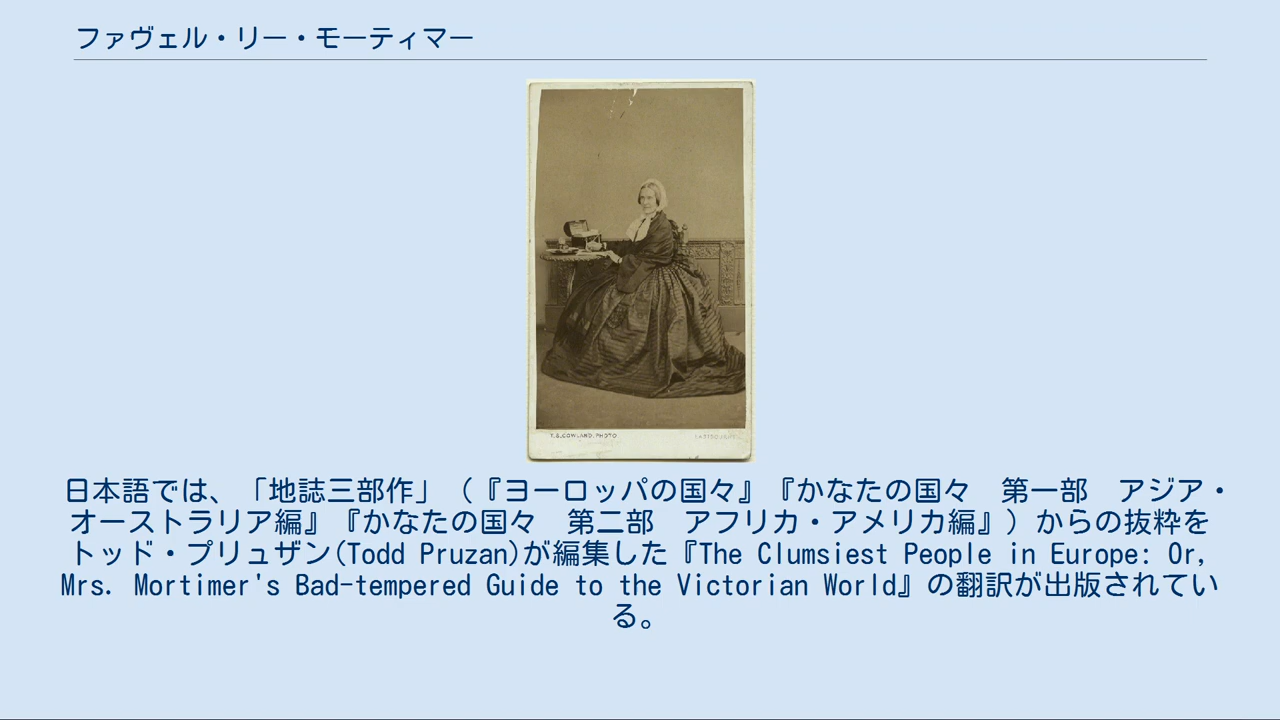 ファヴェル・リー・モーティマー
T.S.COWLAND.PHOTO
日本語では、「地誌三部作」（『ヨーロッパの国々』『かなたの国々　第一部　アジア・
オーストラリア編』『かなたの国々　第二部　アフリカ・アメリカ編』）からの抜粋を
トッド・プリュザン(Todd Pruzan)が編集した『The Clumsiest People in Europe: Or,
Mrs. Mortimer's Bad-tempered Guide to the Victorian World』の翻訳が出版されてい
る。